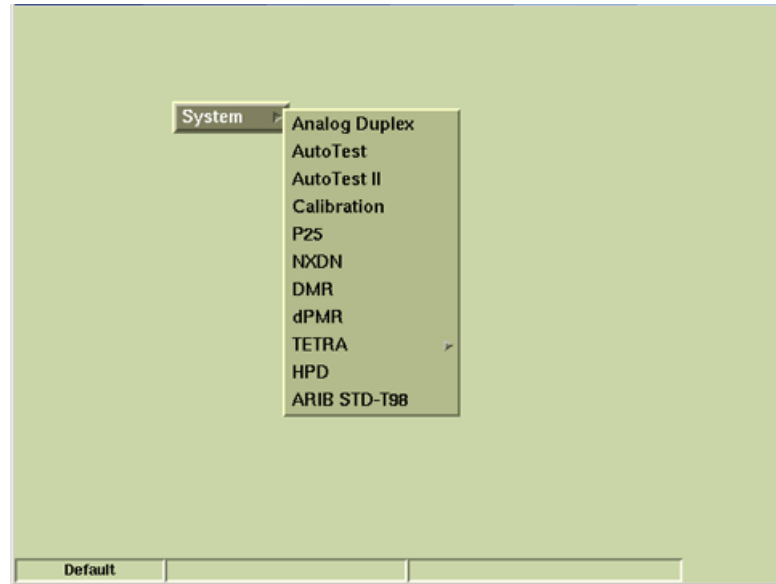 System
Analog Duplex
AutoTest
AutoTest II
Calibration
P25
NXDN
DMR
dPMR
TETRA
HPD
ARIB STD-T98
Default